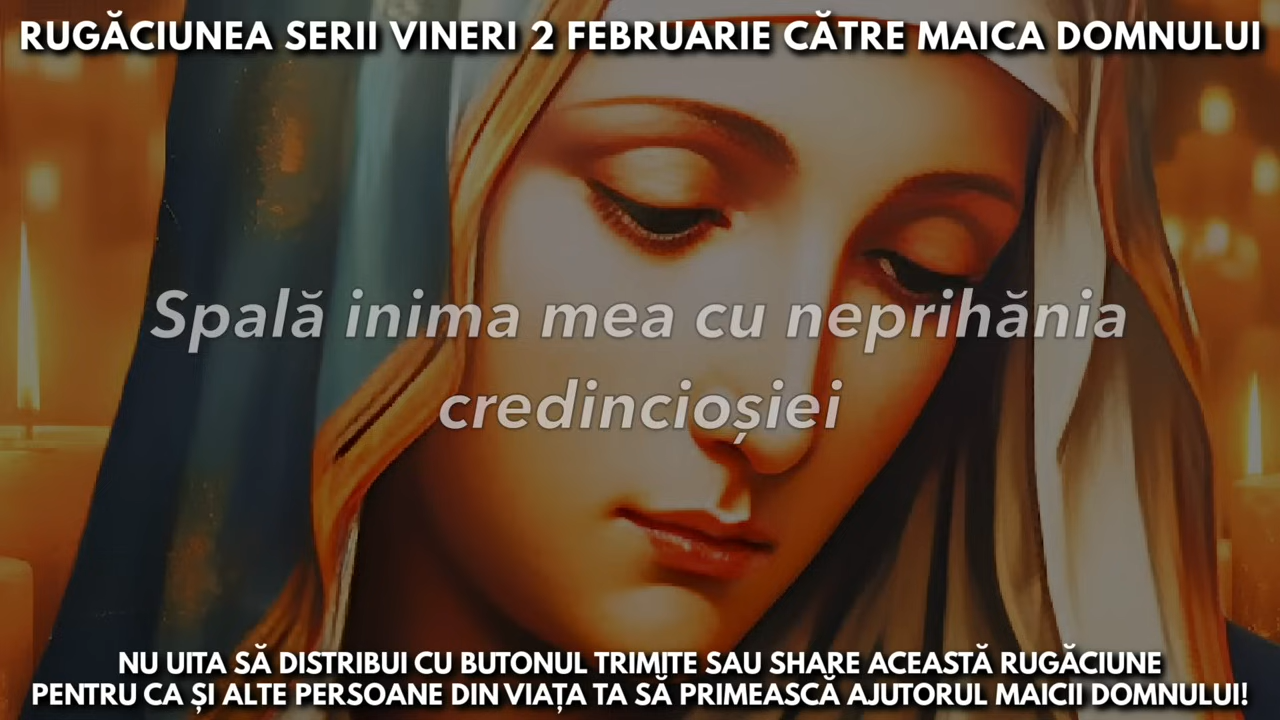 RUGĂCIUNEA SERII VINERI 2 FEBRUARIE CĂTRE MAICA DOMNULUI
Spală inima mea cu neprihănia
credincioșiei
NU UITA SĂ DISTRIBUI CU BUTONUL TRIMITE SAU SHARE ACEASTĂ RUGĂCIUNE
PENTRU CA ȘI ALTE PERSOANE DIN VIAȚA TA SĂ PRIMEASCĂ AJUTORUL MAICII DOMNULUI!